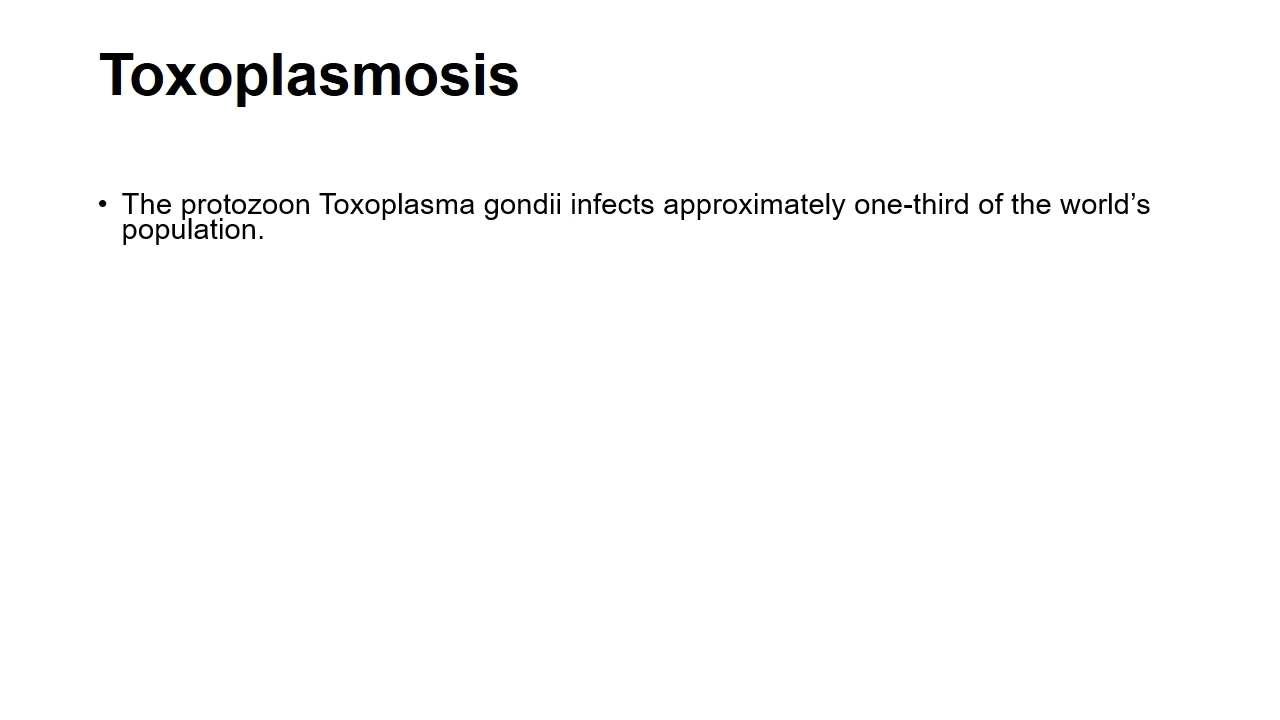 Toxoplasmosis
• The protozoon Toxoplasma gondii infects approximately one-third of the world’s
population.